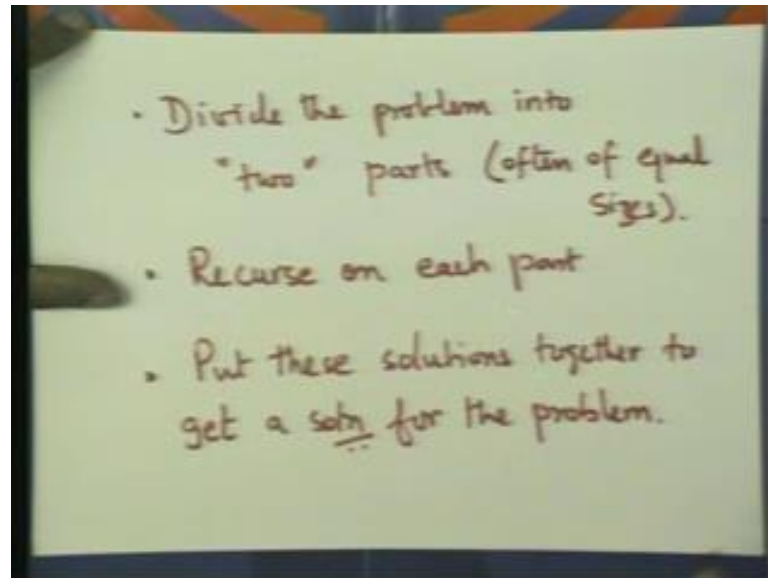 · Divide the problem into
"two" parts (often of equal
sizes).
· Recurse on each part
· Put these solutions together to
get a soln for the problem.